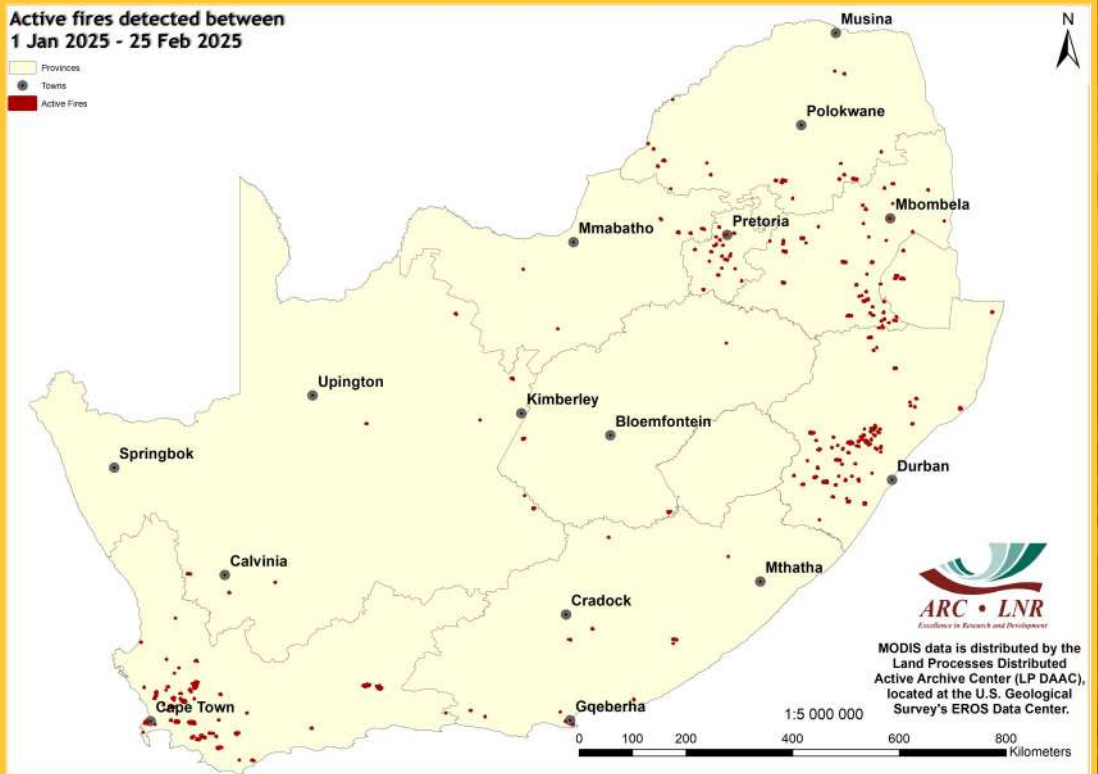 Active fires detected between
1 Jan 2025 - 25 Feb 2025
Provinces
Towns
Active Fires
N
Musina
Polokwane
Mbombela
Pretoria
Mmabatho
Upington
Kimberley
Bloemfontein
Springbok
Durban
Calvinia
Mthatha
Cradock
Cape Town
Gqeberha
ARC • LNR
Excellence in Research and Development
MODIS data is distributed by the
Land Processes Distributed
Active Archive Center (LP DAAC),
located at the U.S. Geological
Survey's EROS Data Center.
1:5 000 000
0 100 200 400 600 800
Kilometers